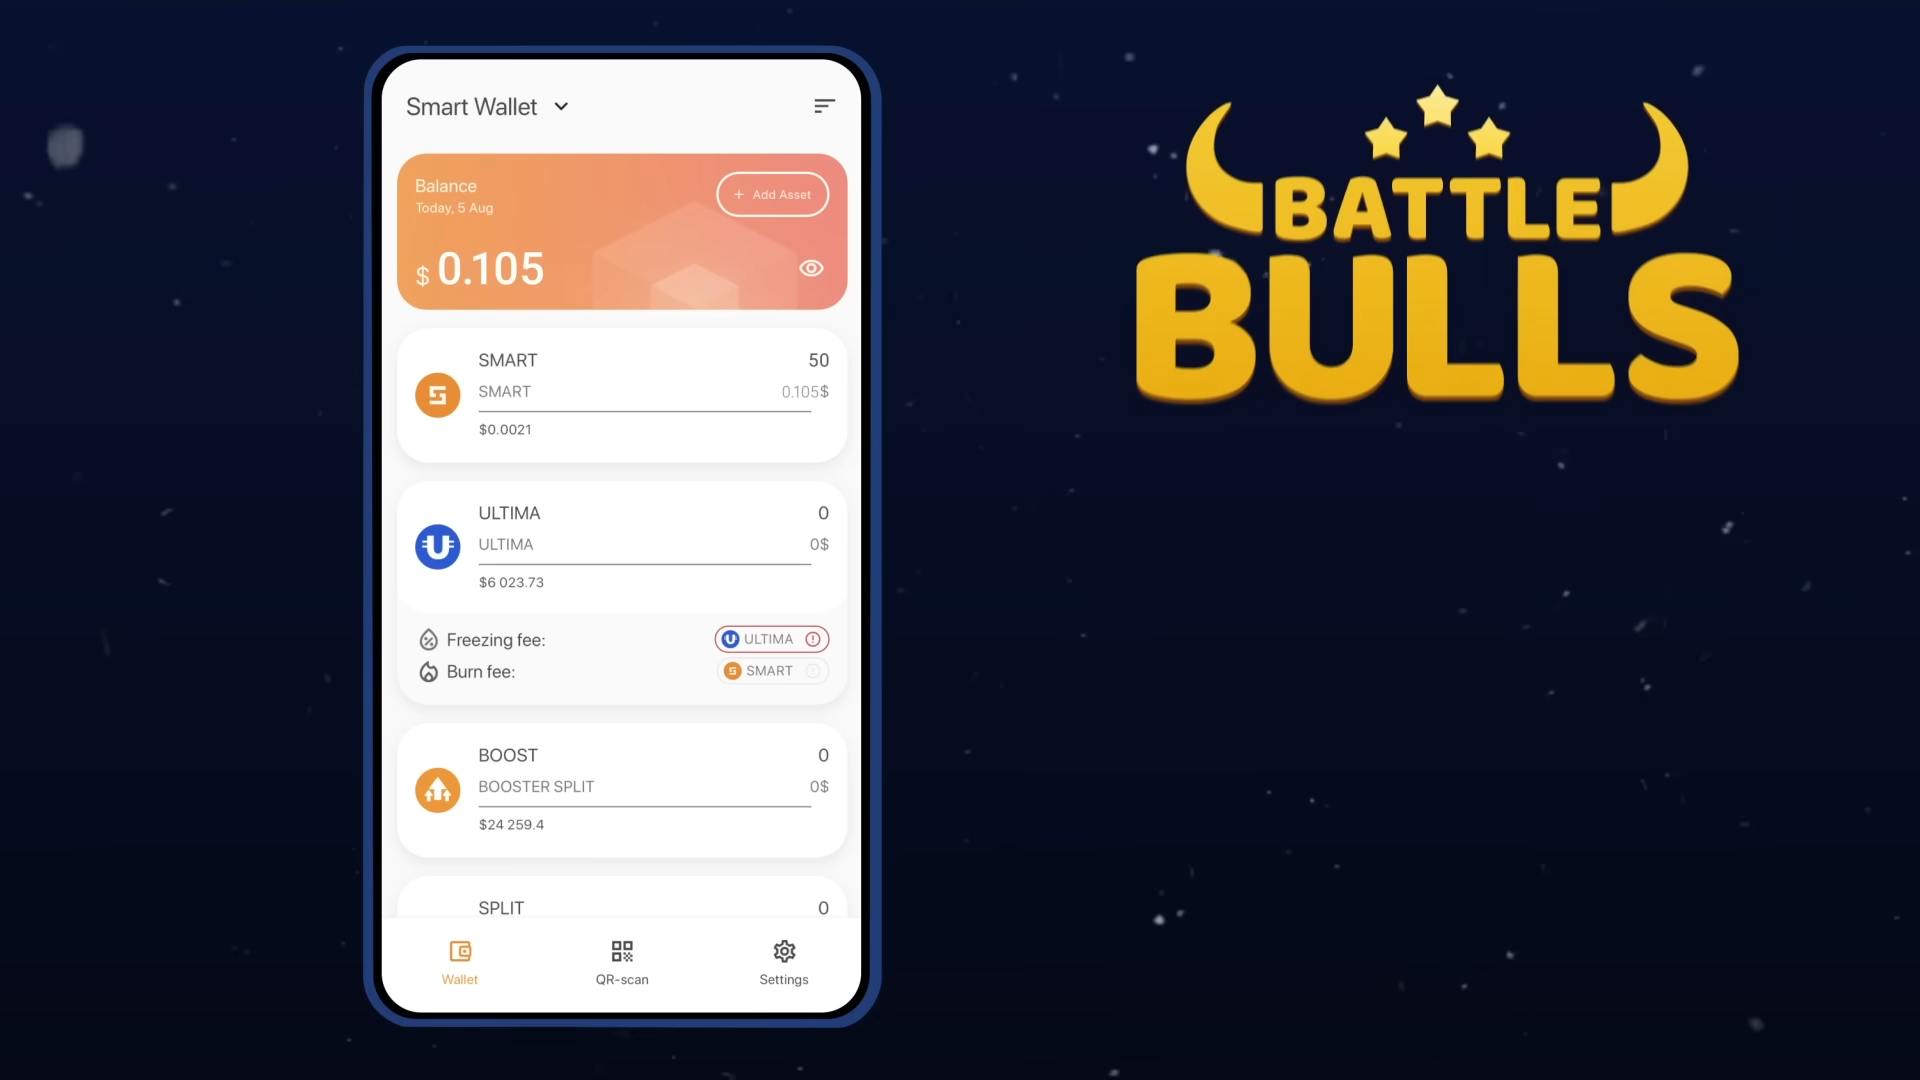 Smart Wallet
Balance
Today, 5 Aug
+ Add Asset
$ 0.105
SMART 50
SMART 0.105$
$0.0021
ULTIMA 0
ULTIMA 0$
$6 023.73
Freezing fee: ULTIMA
Burn fee: SMART
BOOST 0
BOOSTER SPLIT 0$
$24 259.4
SPLIT 0
Wallet QR-scan Settings
BATTLE
BULLS